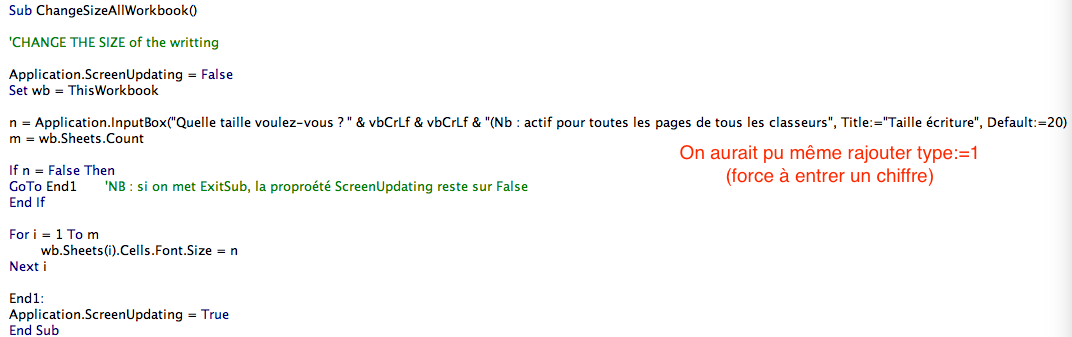 Sub ChangeSizeAllWorkbook()
'CHANGE THE SIZE of the writting
Application.ScreenUpdating = False
Set wb = ThisWorkbook
n = Application.InputBox("Quelle taille voulez-vous ? " & vbCrLf & vbCrLf & "(Nb : actif pour toutes les pages de tous les classeurs", Title:="Taille écriture", Default:=20)
m = wb.Sheets.Count
On aurait pu même rajouter type:=1
(force à entrer un chiffre)
If n = False Then
GoTo End1 'NB : si on met ExitSub, la proproété ScreenUpdating reste sur False
End If
For i = 1 To m
wb.Sheets(i).Cells.Font.Size = n
Next i
End1:
Application.ScreenUpdating = True
End Sub